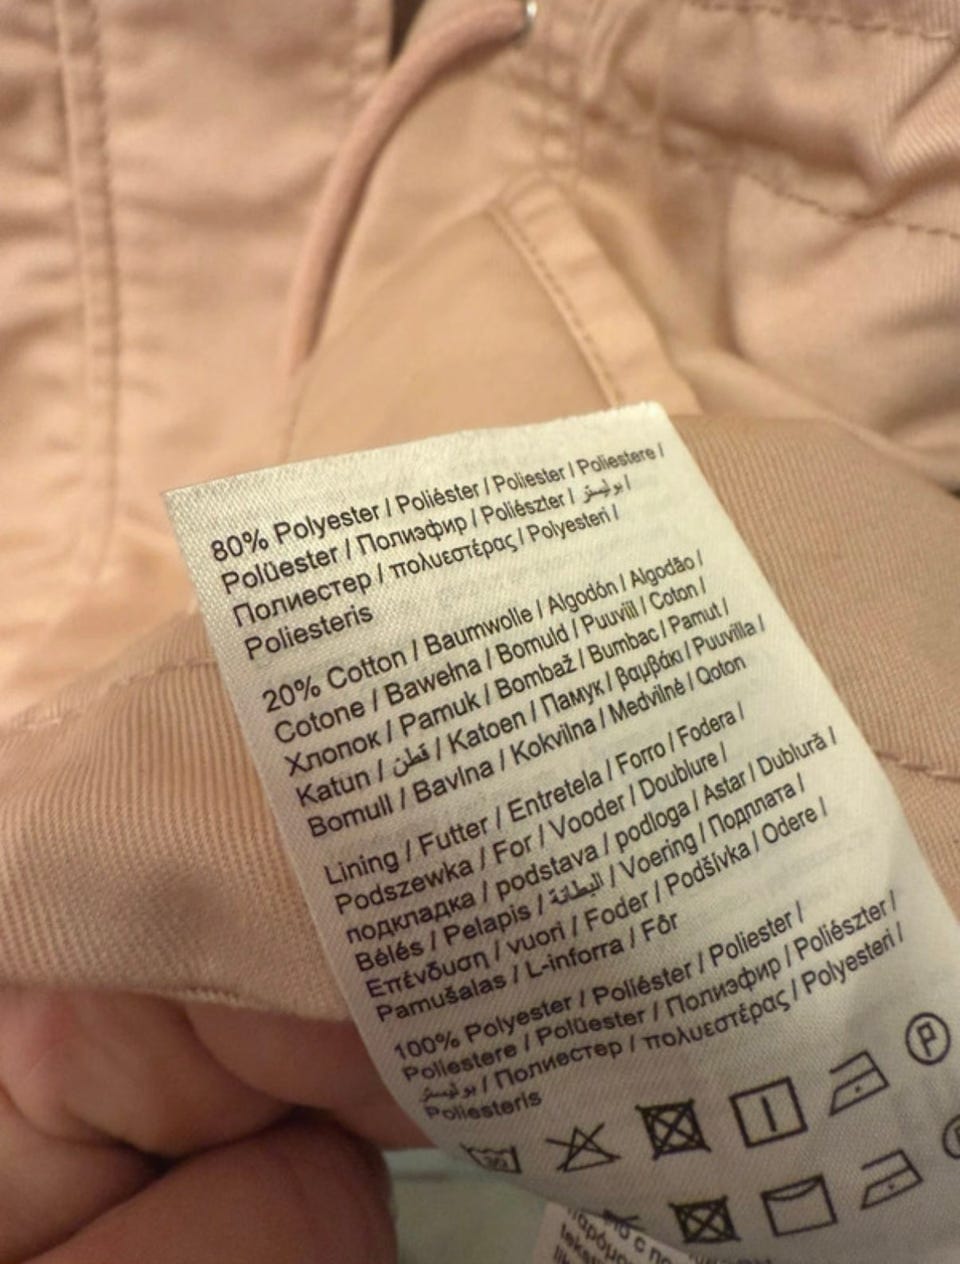 80% Polyester / Poliéster / Poliester / Poliestere /
Polüester / Полиэфир / Poliészter / بوليستر /
Полиестер / πολυεστέρας / Polyesteri /
Poliesteris
20% Cotton / Baumwolle / Algodón / Algodão /
Cotone / Bawełna / Bomuld / Puuvill / Coton /
Хлопок / Pamuk / Bombaž / Bumbac / Pamut /
Katun / قطن / Katoen / Памук / βαμβάκι / Puuvilla /
Bomull / Bavlna / Kokvilna / Medvilnė / Qoton
Lining / Futter / Entretela / Forro / Fodera /
Podszewka / For / Vooder / Doublure /
подкладка / podstava / podloga / Astar / Dublură /
Bélés / Pelapis / البطانة / Voering / Подплата /
Επένδυση / vuori / Foder / Podšívka / Odere /
Pamušalas / L-inforra / Fôr
100% Polyester / Poliéster / Poliester /
Poliestere / Polüester / Полиэфир / Poliészter /
بوليستر / Полиестер / πολυεστέρας / Polyesteri /
Poliesteris
P